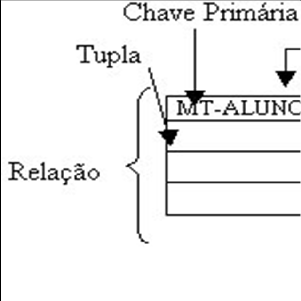 Chave Primária
Tupla
MT-ALUNO
Relação